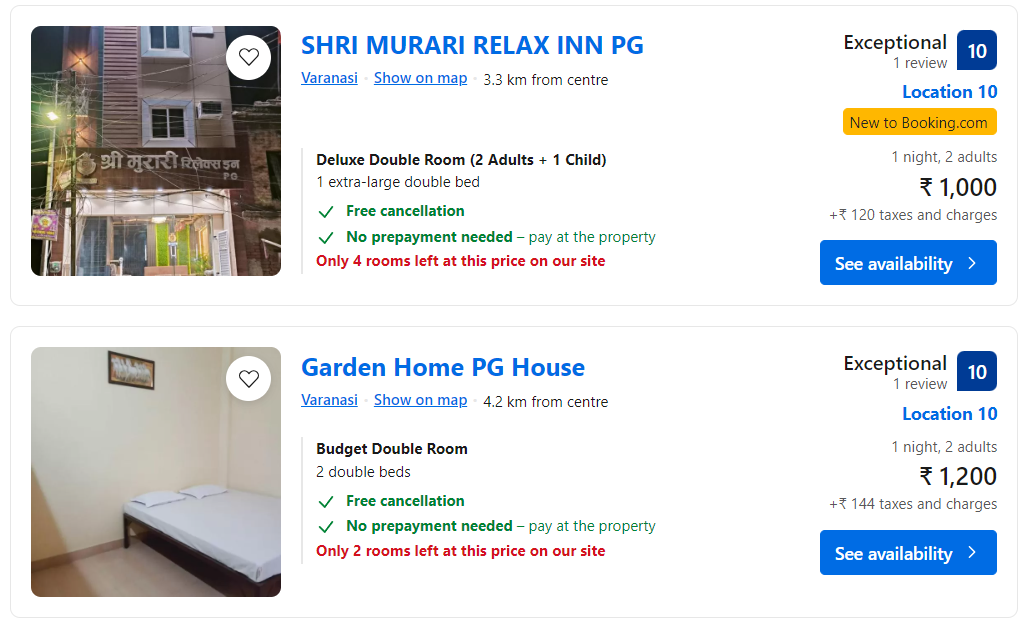 SHRI MURARI RELAX INN PG
Varanasi Show on map 3.3 km from centre
Exceptional 10
1 review
Location 10
New to Booking.com
श्री मुरारी रिलेक्स इन
PG
Deluxe Double Room (2 Adults + 1 Child)
1 extra-large double bed
Free cancellation
No prepayment needed – pay at the property
Only 4 rooms left at this price on our site
1 night, 2 adults
₹ 1,000
+₹ 120 taxes and charges
See availability
Garden Home PG House
Varanasi Show on map 4.2 km from centre
Exceptional 10
1 review
Location 10
Budget Double Room
2 double beds
Free cancellation
No prepayment needed – pay at the property
Only 2 rooms left at this price on our site
1 night, 2 adults
₹ 1,200
+₹ 144 taxes and charges
See availability